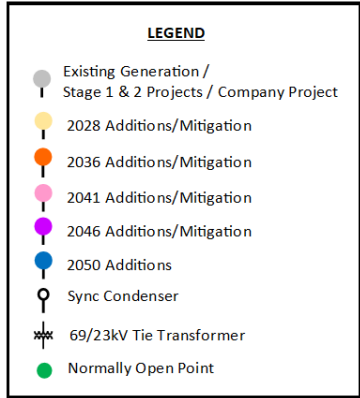 LEGEND
Existing Generation /
Stage 1 & 2 Projects / Company Project
2028 Additions/Mitigation
2036 Additions/Mitigation
2041 Additions/Mitigation
2046 Additions/Mitigation
2050 Additions
Sync Condenser
69/23kV Tie Transformer
Normally Open Point